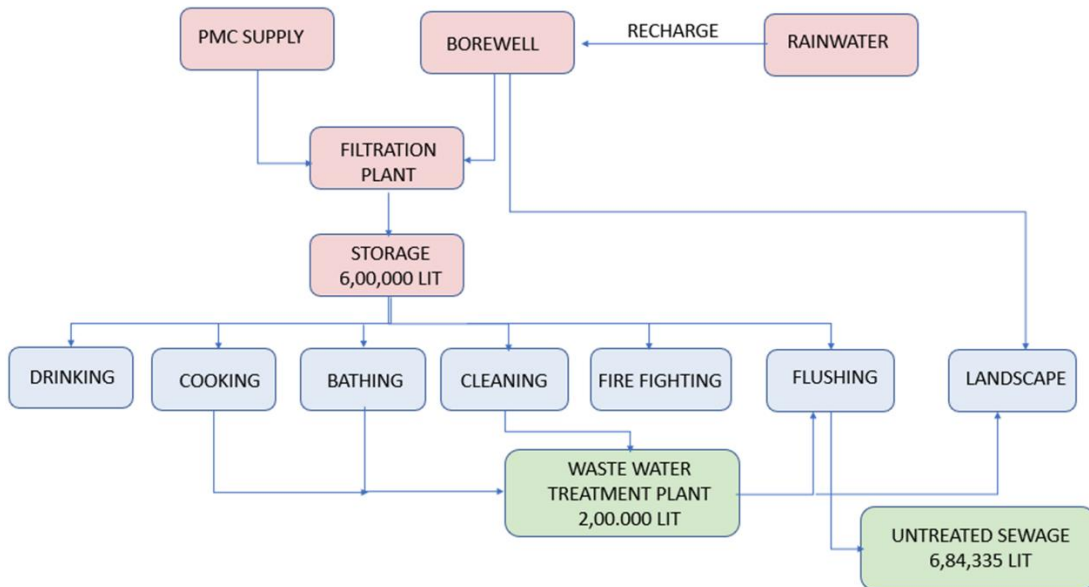 PMC SUPPLY
BOREWELL
RECHARGE
RAINWATER
FILTRATION
PLANT
STORAGE
6,00,000 LIT
DRINKING
COOKING
BATHING
CLEANING
FIRE FIGHTING
FLUSHING
LANDSCAPE
WASTE WATER
TREATMENT PLANT
2,00.000 LIT
UNTREATED SEWAGE
6,84,335 LIT